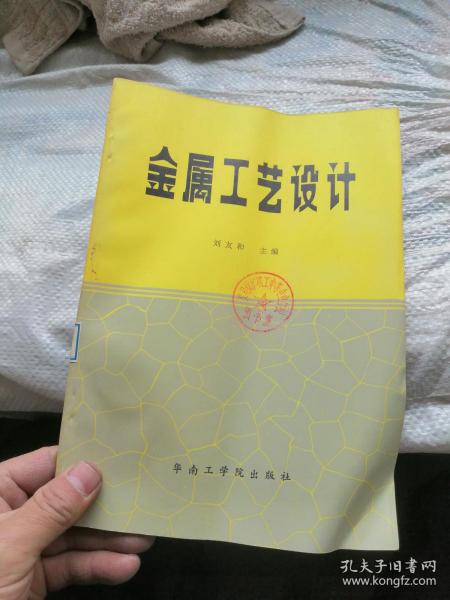 金属工艺设计
刘友和 主编
华南工学院出版社
孔夫子旧书网
www.kongfz.com